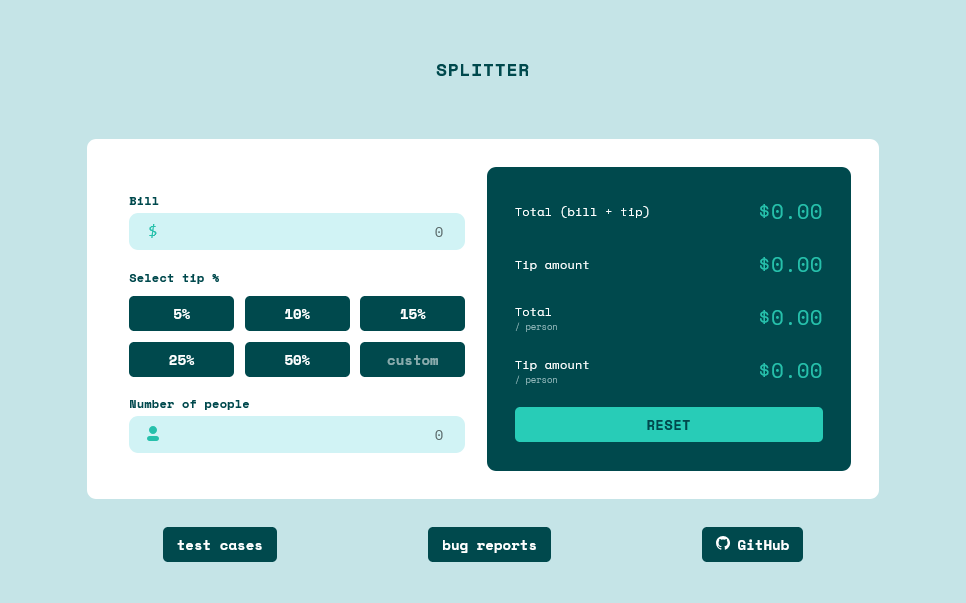 SPLITTER
Bill
$ 0
Select tip %
5% 10% 15%
25% 50% custom
Number of people
0
Total (bill + tip) $0.00
Tip amount $0.00
Total
/ person
$0.00
Tip amount
/ person
$0.00
RESET
test cases bug reports GitHub